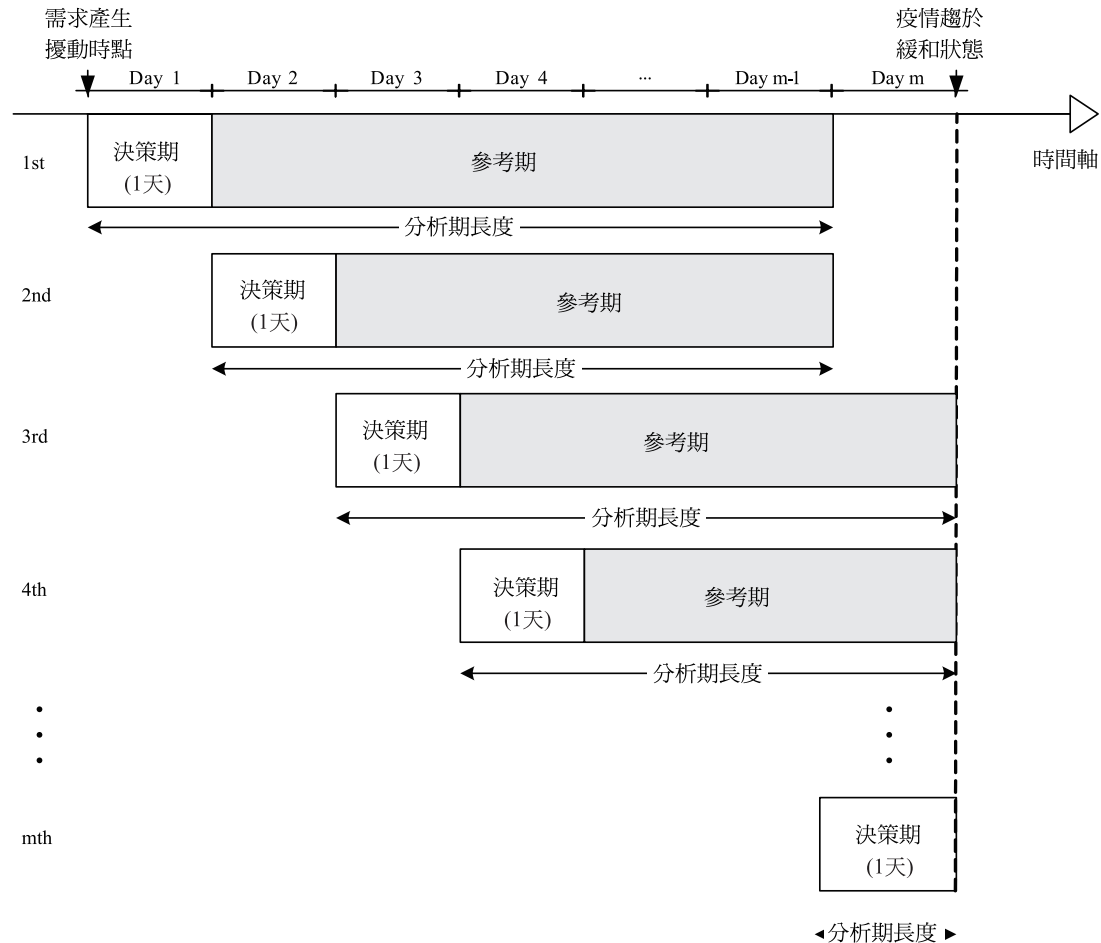 需求產生
擾動時點
疫情趨於
緩和狀態
Day 1
Day 2
Day 3
Day 4
...
Day m-1
Day m
時間軸
1st
決策期
(1天)
參考期
分析期長度
2nd
決策期
(1天)
參考期
分析期長度
3rd
決策期
(1天)
參考期
分析期長度
4th
決策期
(1天)
參考期
分析期長度
mth
決策期
(1天)
分析期長度